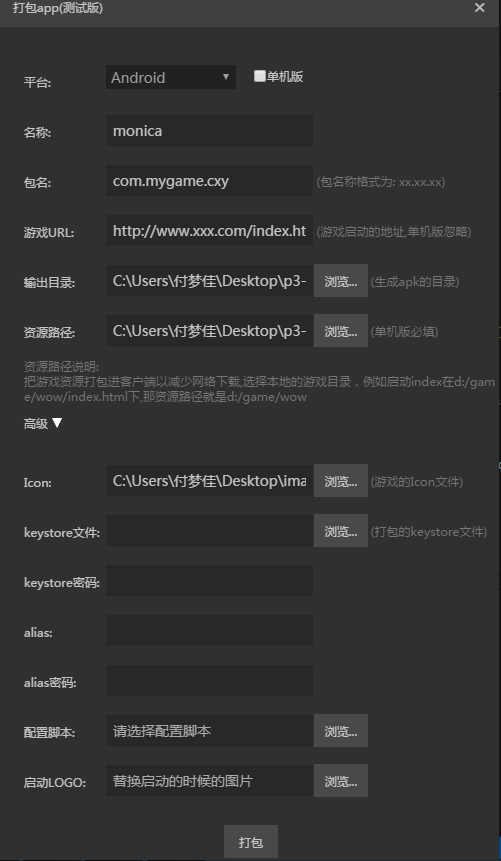 打包app(测试版) ×
平台: Android ▼ 单机版
名称: monica
包名: com.mygame.cxy (包名称格式为: xx.xx.xx)
游戏URL: http://www.xxx.com/index.ht (游戏启动的地址,单机版忽略)
输出目录: C:\Users\付梦佳\Desktop\p3- 浏览... (生成apk的目录)
资源路径: C:\Users\付梦佳\Desktop\p3- 浏览... (单机版必填)
资源路径说明:
把游戏资源打包进客户端以减少网络下载,选择本地的游戏目录，例如启动index在d:/gam
e/wow/index.html下,那资源路径就是d:/game/wow
高级 ▼
Icon: C:\Users\付梦佳\Desktop\ima 浏览... (游戏的Icon文件)
keystore文件: 浏览... (打包的keystore文件)
keystore密码:
alias:
alias密码:
配置脚本: 请选择配置脚本 浏览...
启动LOGO: 替换启动的时候的图片 浏览...
打包